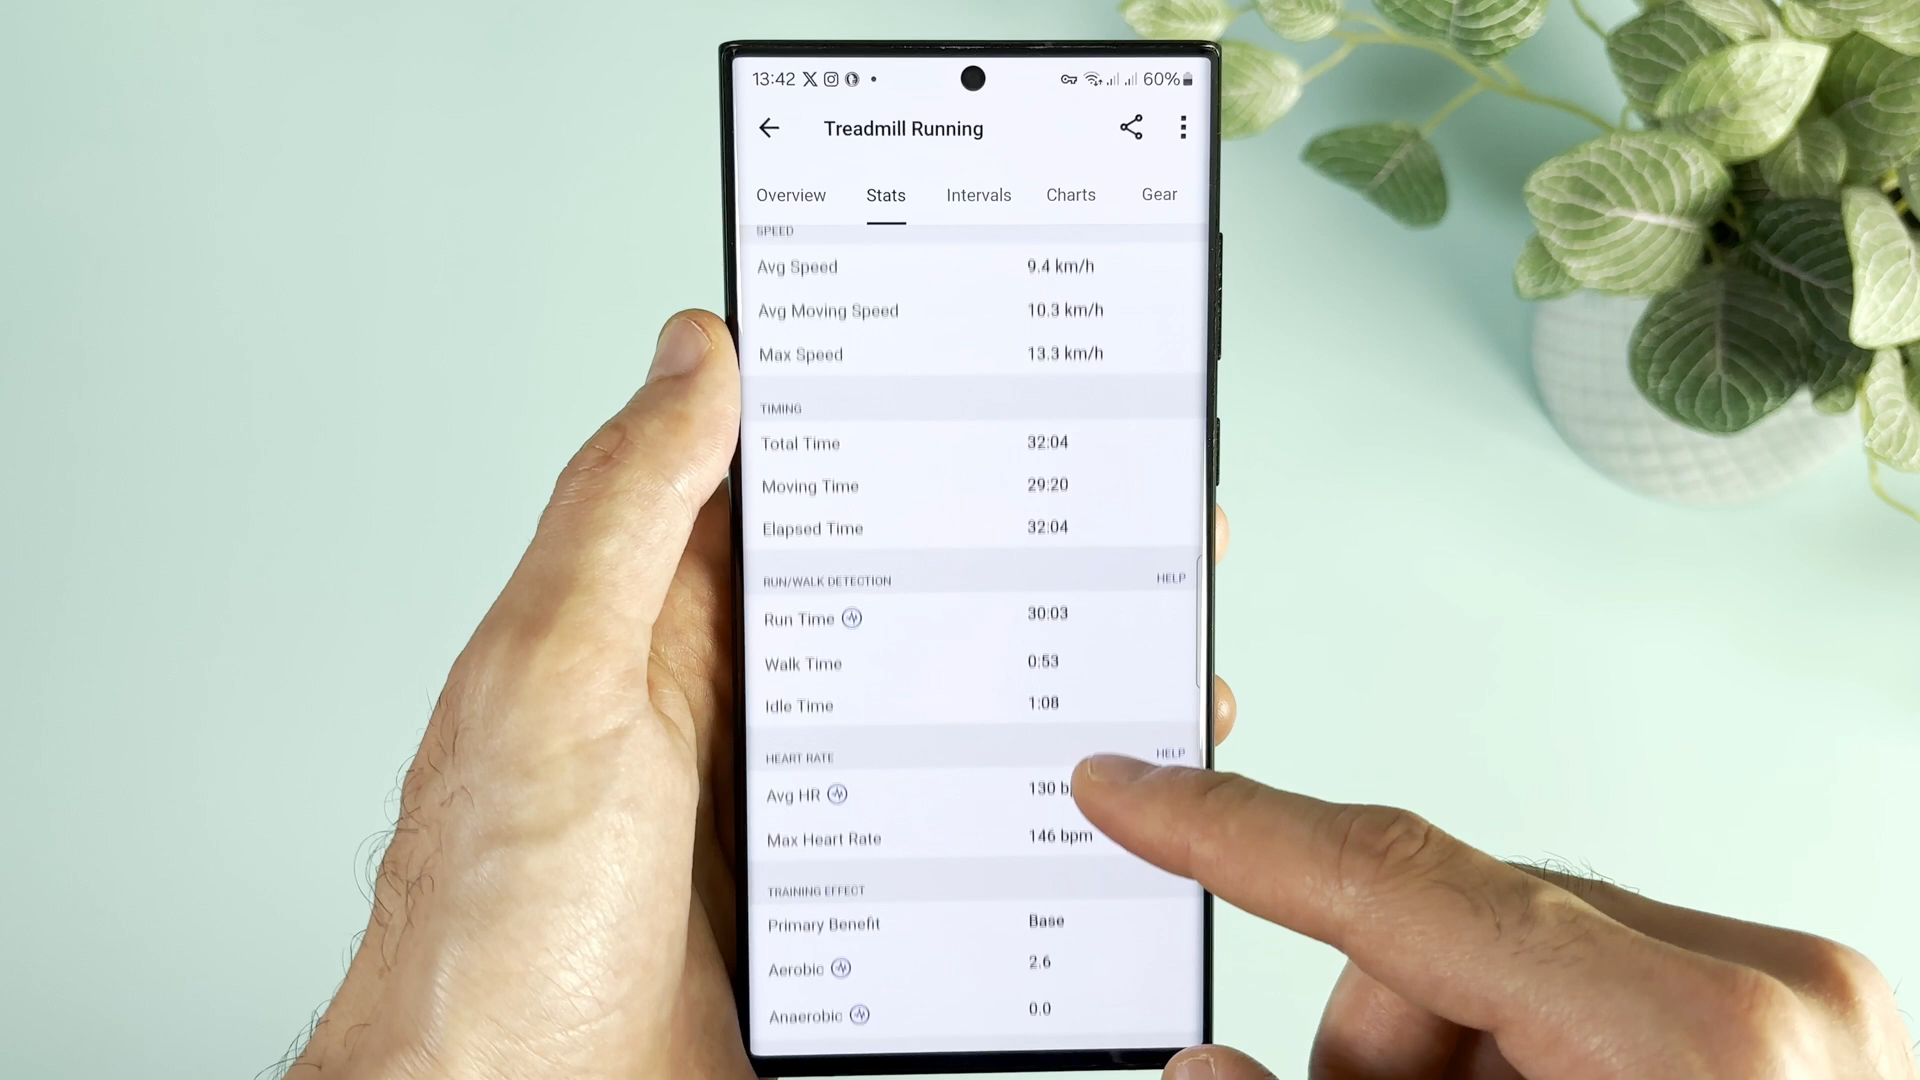 13:42 60%
Treadmill Running
Overview Stats Intervals Charts Gear
SPEED
Avg Speed 9.4 km/h
Avg Moving Speed 10.3 km/h
Max Speed 13.3 km/h
TIMING
Total Time 32:04
Moving Time 29:20
Elapsed Time 32:04
RUN/WALK DETECTION HELP
Run Time 30:03
Walk Time 0:53
Idle Time 1:08
HEART RATE HELP
Avg HR 130
Max Heart Rate 146 bpm
TRAINING EFFECT
Primary Benefit Base
Aerobic 2.6
Anaerobic 0.0